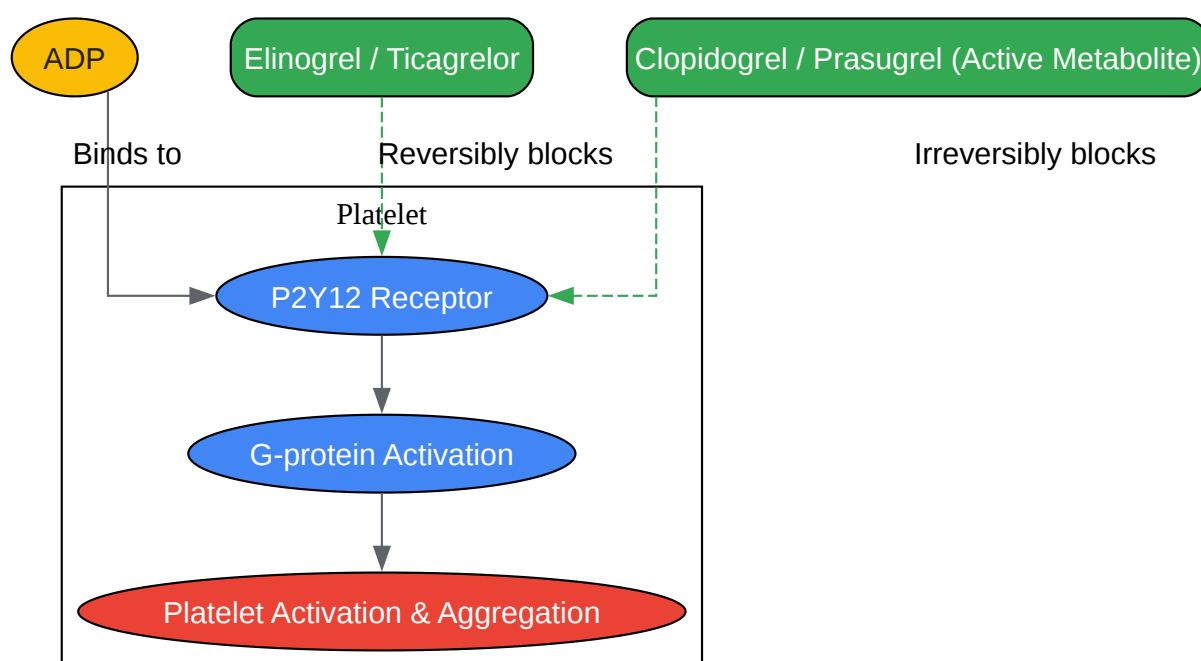 ADP
Elinogrel / Ticagrelor
Clopidogrel / Prasugrel (Active Metabolite)
Binds to
Reversibly blocks
Irreversibly blocks
Platelet
P2Y12 Receptor
G-protein Activation
Platelet Activation & Aggregation